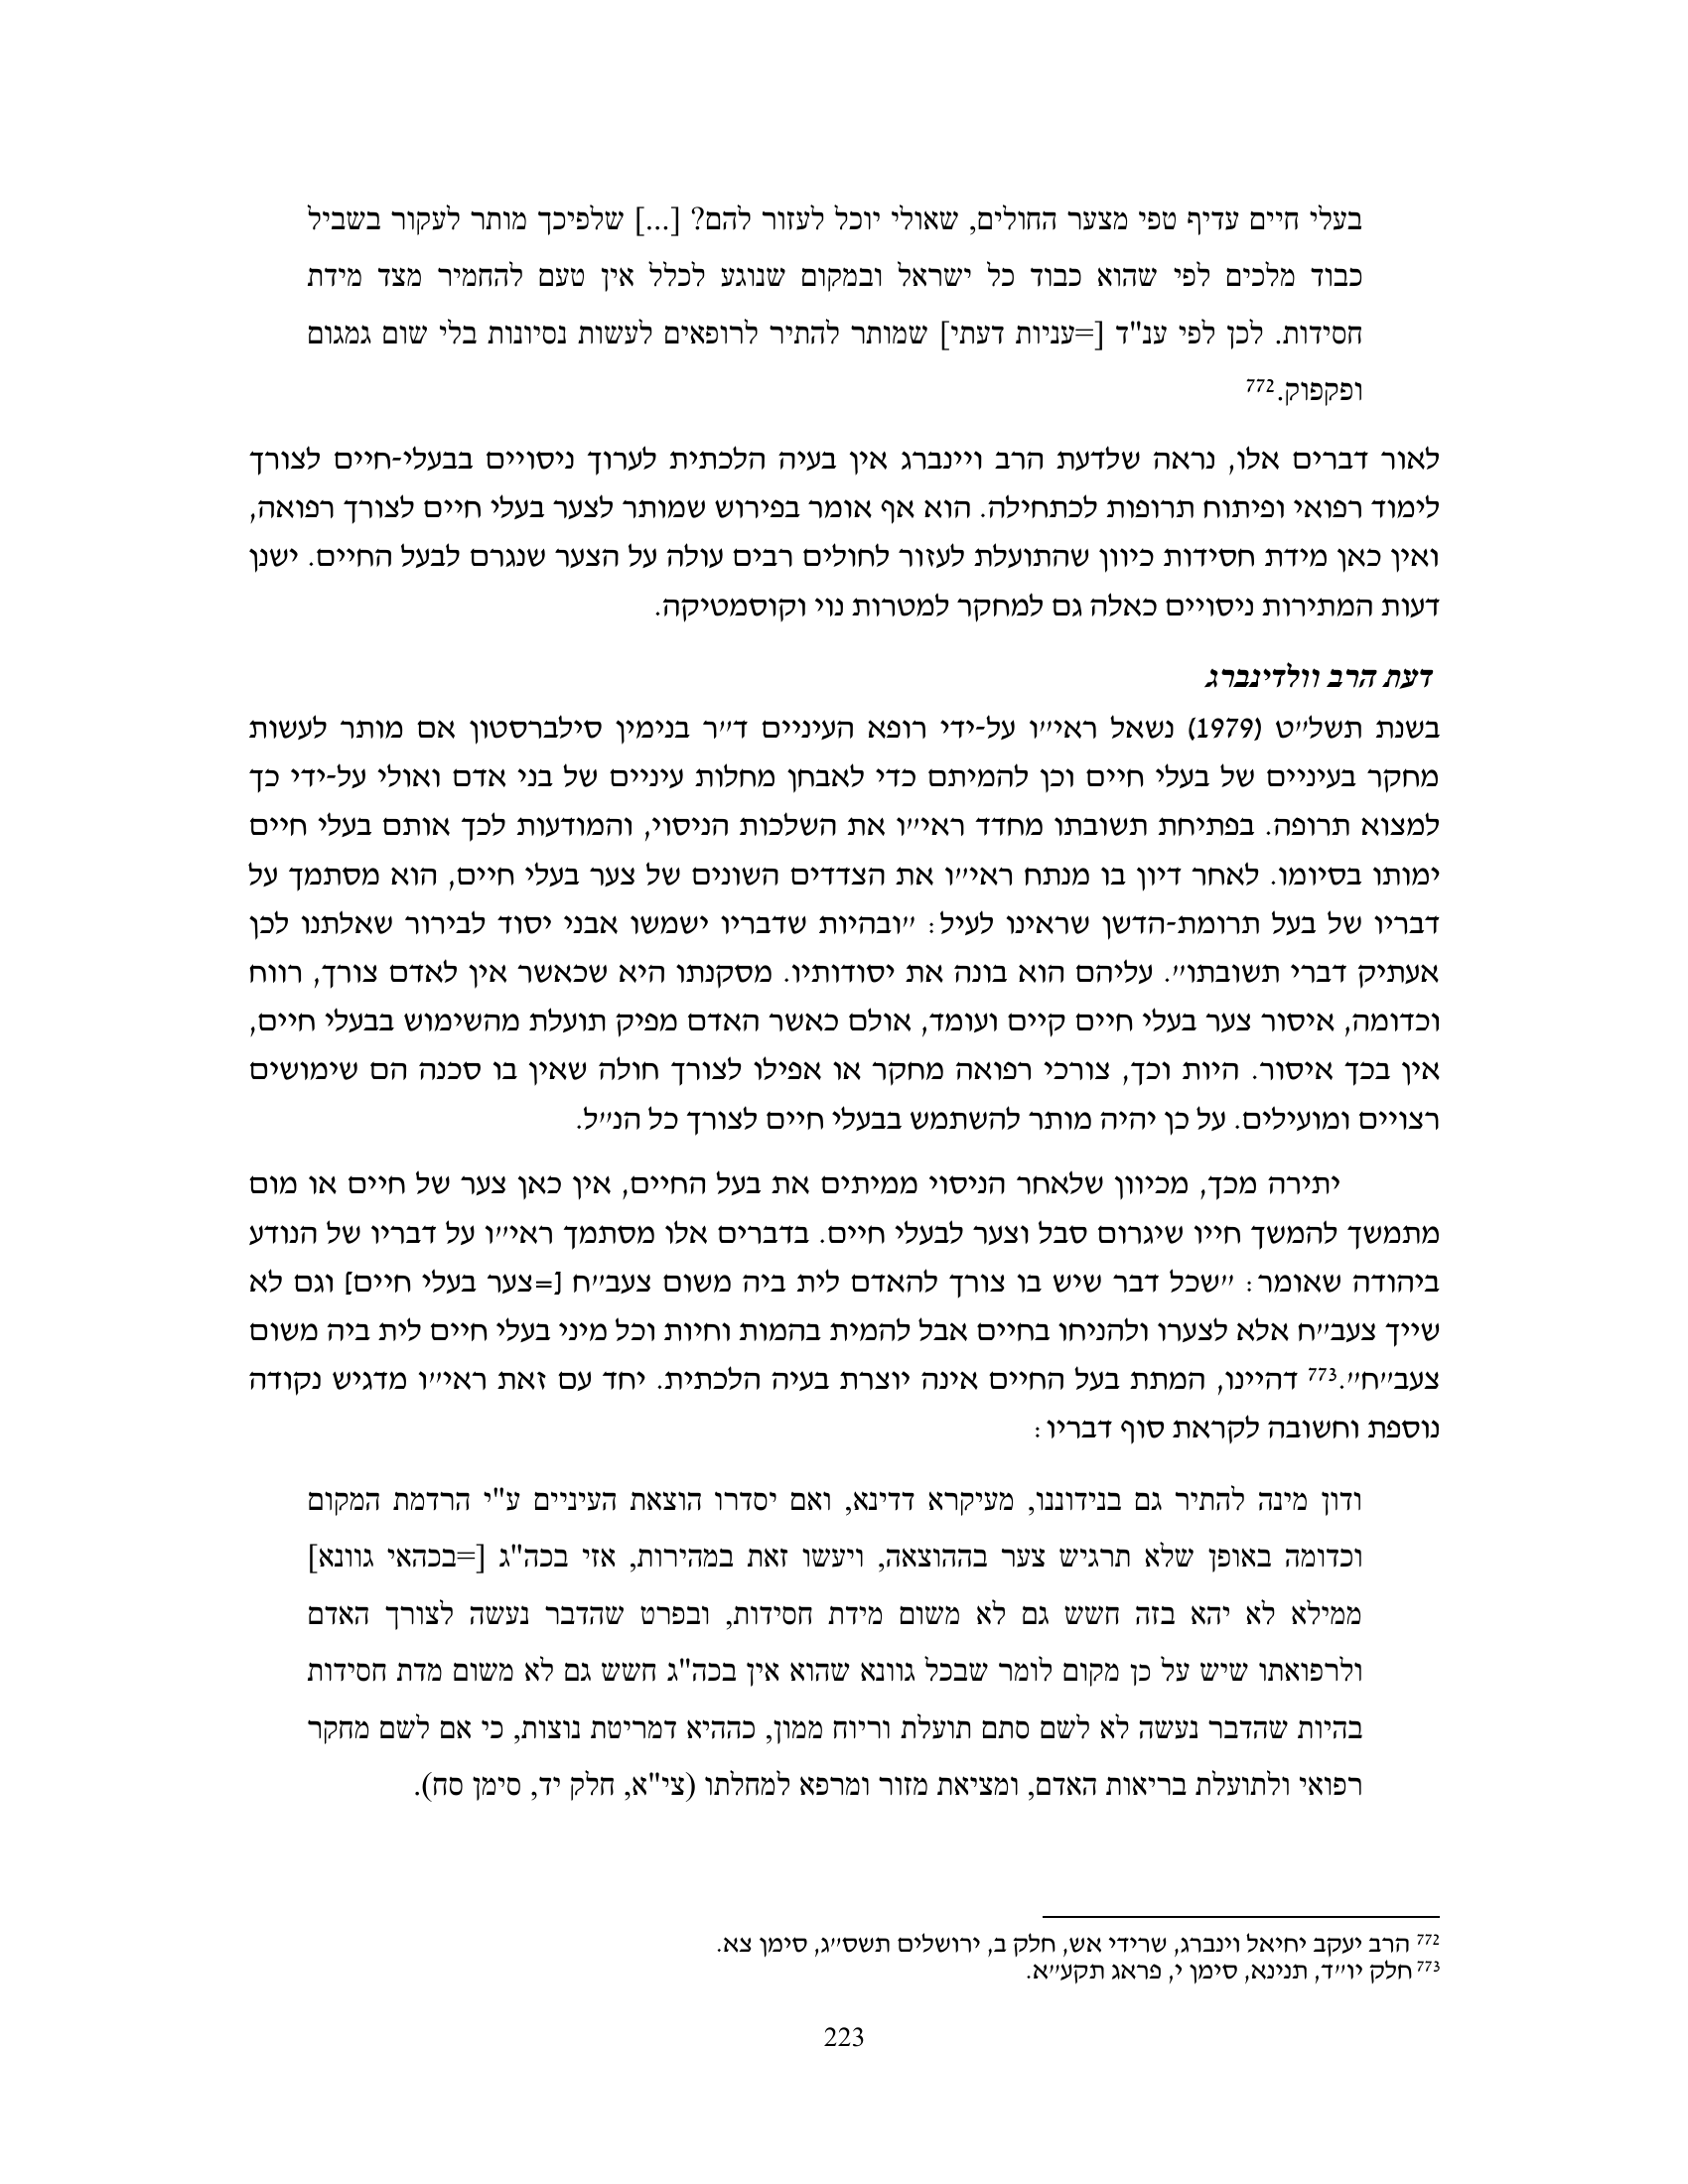 בעלי חיים עדיף טפי מצער החולים, שאולי יוכל לעזור להם? [...] שלפיכך מותר לעקור בשביל
כבוד מלכים לפי שהוא כבוד כל ישראל ובמקום שנוגע לכלל אין טעם להחמיר מצד מידת
חסידות. לכן לפי ענ"ד [=עניות דעתי] שמותר להתיר לרופאים לעשות נסיונות בלי שום גמגום
ופקפוק.772
לאור דברים אלו, נראה שלדעת הרב ויינברג אין בעיה הלכתית לערוך ניסויים בבעלי-חיים לצורך
לימוד רפואי ופיתוח תרופות לכתחילה. הוא אף אומר בפירוש שמותר לצער בעלי חיים לצורך רפואה,
ואין כאן מידת חסידות כיוון שהתועלת לעזור לחולים רבים עולה על הצער שנגרם לבעל החיים. ישנן
דעות המתירות ניסויים כאלה גם למחקר למטרות נוי וקוסמטיקה.
דעת הרב וולדינברג
בשנת תשל״ט (1979) נשאל ראי״ו על-ידי רופא העיניים ד״ר בנימין סילברסטון אם מותר לעשות
מחקר בעיניים של בעלי חיים וכן להמיתם כדי לאבחן מחלות עיניים של בני אדם ואולי על-ידי כך
למצוא תרופה. בפתיחת תשובתו מחדד ראי״ו את השלכות הניסוי, והמודעות לכך אותם בעלי חיים
ימותו בסיומו. לאחר דיון בו מנתח ראי״ו את הצדדים השונים של צער בעלי חיים, הוא מסתמך על
דבריו של בעל תרומת-הדשן שראינו לעיל: ״ובהיות שדבריו ישמשו אבני יסוד לבירור שאלתנו לכן
אעתיק דברי תשובתו״. עליהם הוא בונה את יסודותיו. מסקנתו היא שכאשר אין לאדם צורך, רווח
וכדומה, איסור צער בעלי חיים קיים ועומד, אולם כאשר האדם מפיק תועלת מהשימוש בבעלי חיים,
אין בכך איסור. היות וכך, צורכי רפואה מחקר או אפילו לצורך חולה שאין בו סכנה הם שימושים
רצויים ומועילים. על כן יהיה מותר להשתמש בבעלי חיים לצורך כל הנ״ל.
יתירה מכך, מכיוון שלאחר הניסוי ממיתים את בעל החיים, אין כאן צער של חיים או מום
מתמשך להמשך חייו שיגרום סבל וצער לבעלי חיים. בדברים אלו מסתמך ראי״ו על דבריו של הנודע
ביהודה שאומר: ״שכל דבר שיש בו צורך להאדם לית ביה משום צעב״ח [=צער בעלי חיים] וגם לא
שייך צעב״ח אלא לצערו ולהניחו בחיים אבל להמית בהמות וחיות וכל מיני בעלי חיים לית ביה משום
צעב״ח״.773 דהיינו, המתת בעל החיים אינה יוצרת בעיה הלכתית. יחד עם זאת ראי״ו מדגיש נקודה
נוספת וחשובה לקראת סוף דבריו:
ודון מינה להתיר גם בנידוננו, מעיקרא דדינא, ואם יסדרו הוצאת העיניים ע"י הרדמת המקום
וכדומה באופן שלא תרגיש צער בההוצאה, ויעשו זאת במהירות, אזי בכה"ג [=בכהאי גוונא]
ממילא לא יהא בזה חשש גם לא משום מידת חסידות, ובפרט שהדבר נעשה לצורך האדם
ולרפואתו שיש על כן מקום לומר שבכל גוונא שהוא אין בכה"ג חשש גם לא משום מדת חסידות
בהיות שהדבר נעשה לא לשם סתם תועלת וריוח ממון, כההיא דמריטת נוצות, כי אם לשם מחקר
רפואי ולתועלת בריאות האדם, ומציאת מזור ומרפא למחלתו (צי"א, חלק יד, סימן סח).
772 הרב יעקב יחיאל וינברג, שרידי אש, חלק ב, ירושלים תשס״ג, סימן צא.
773 חלק יו״ד, תנינא, סימן י, פראג תקע״א.
223